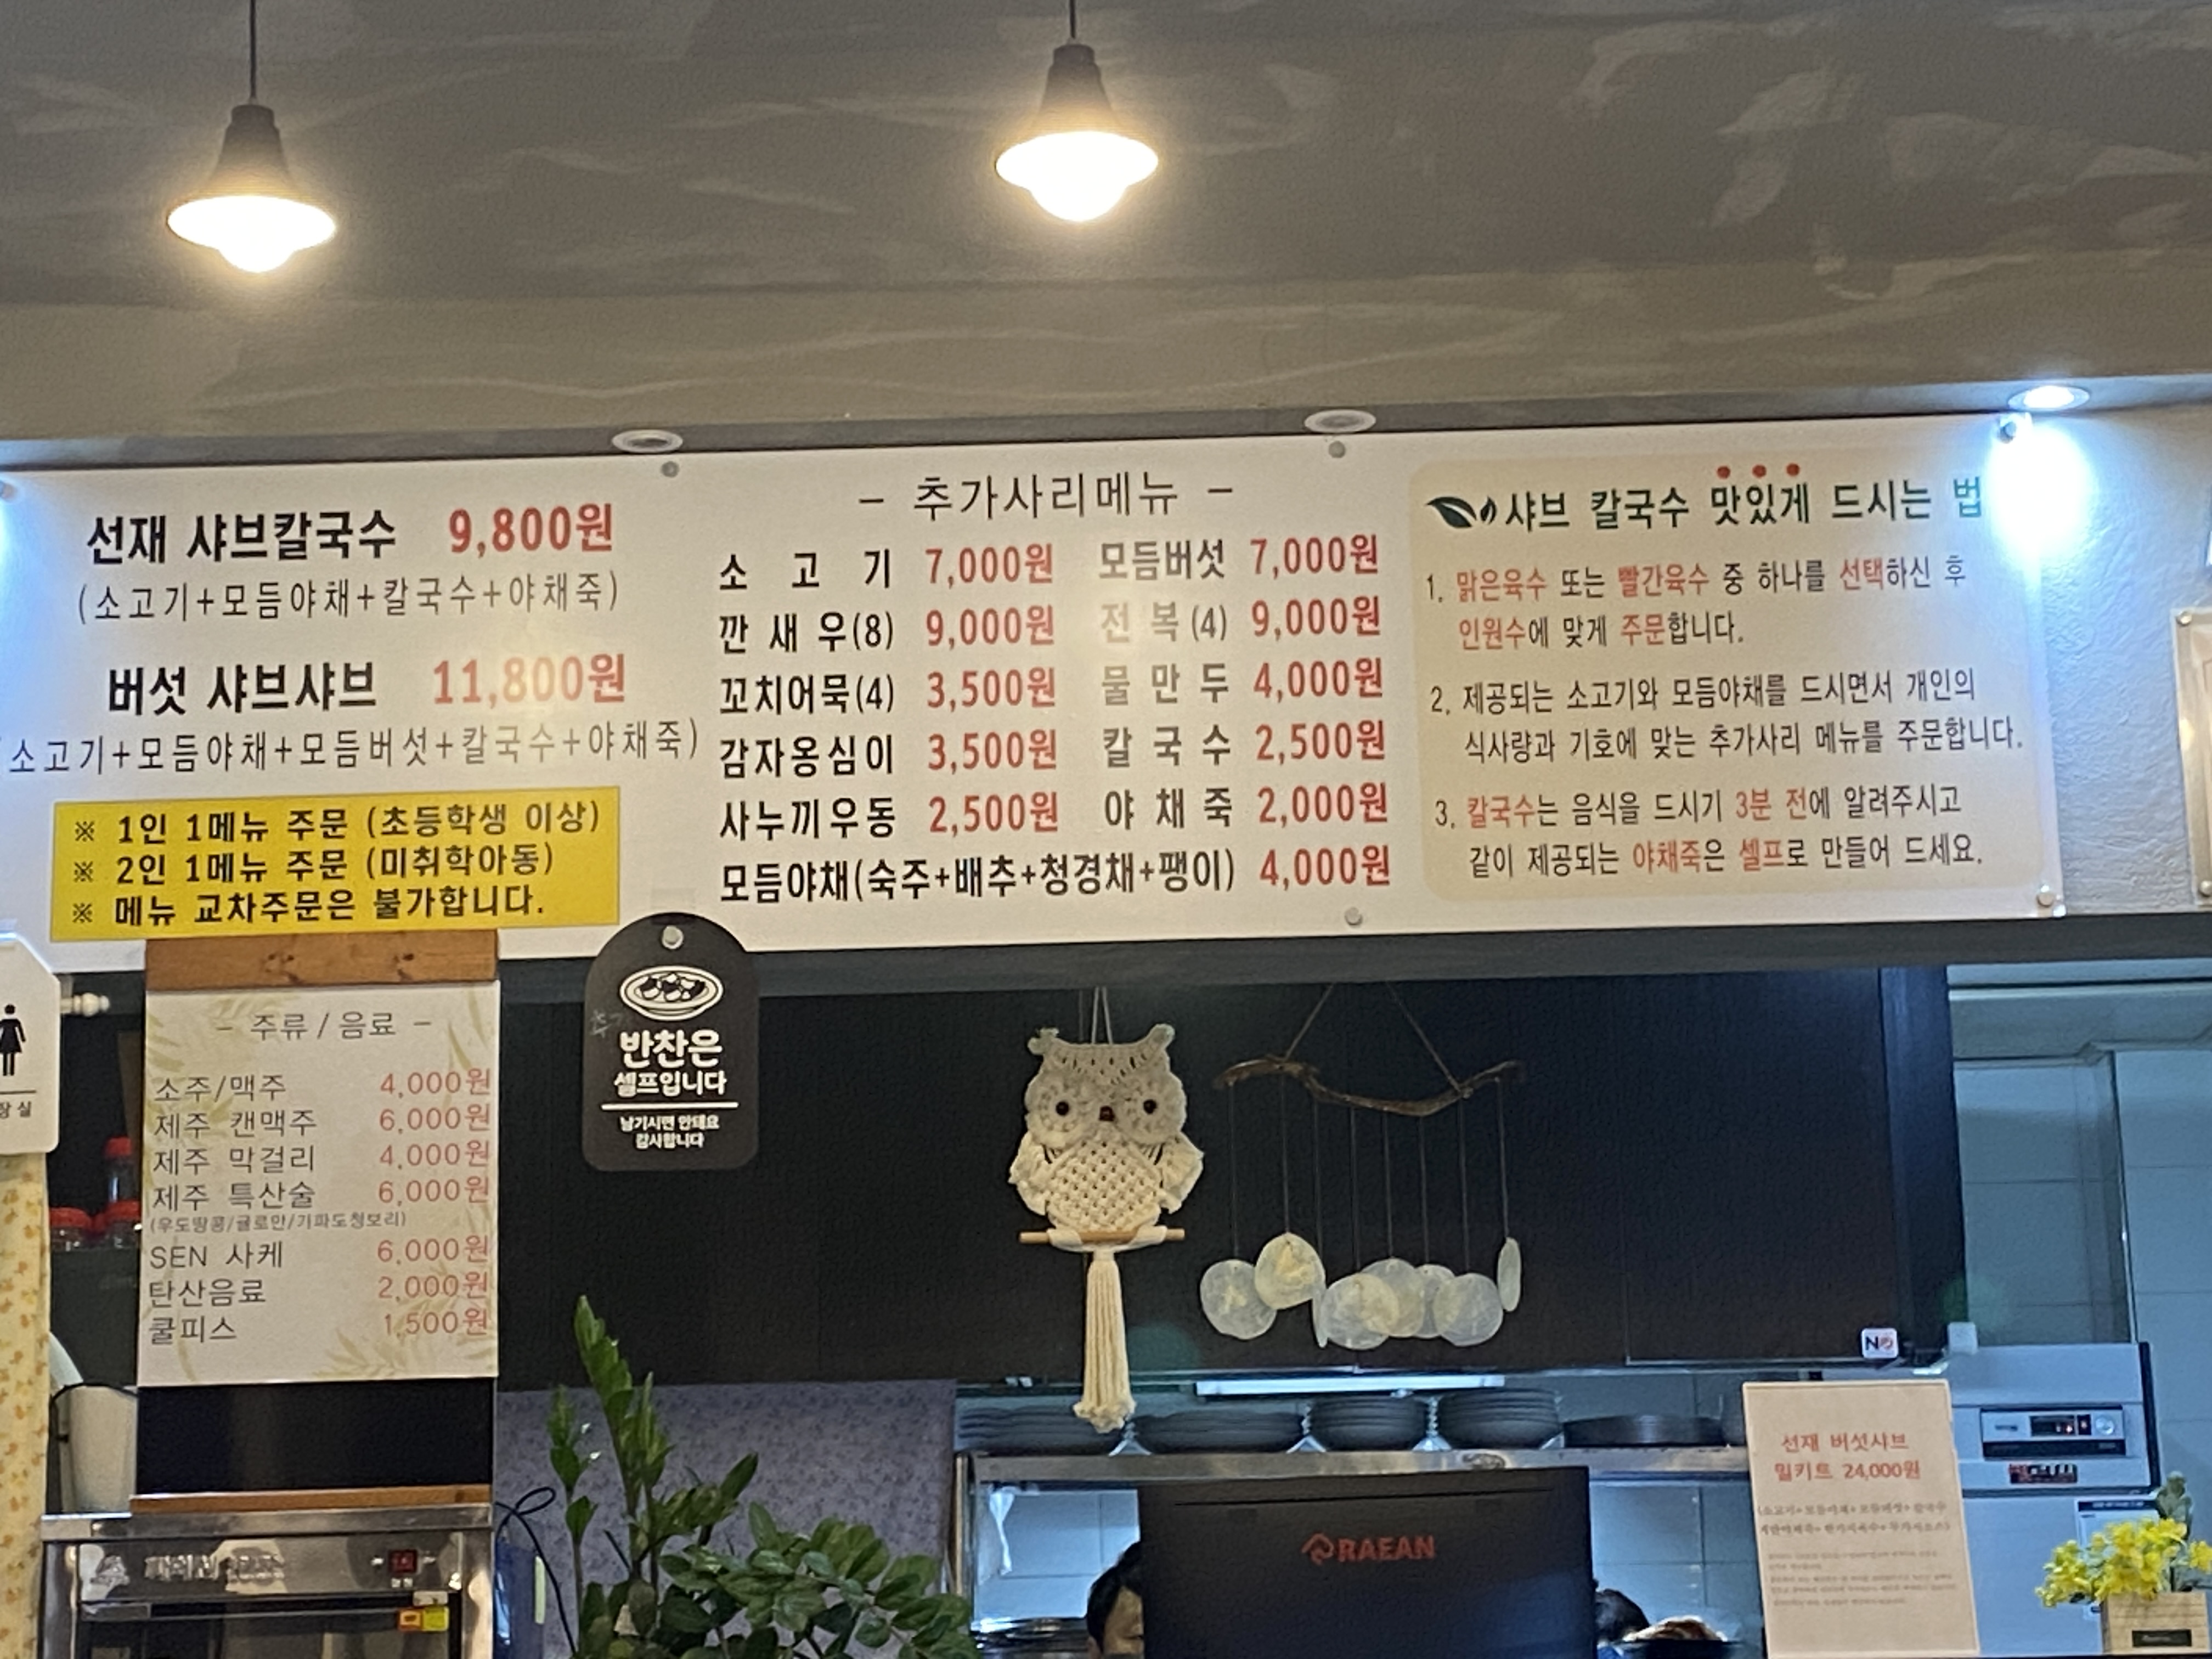 선재 샤브칼국수 9,800원
(소고기+모듬야채+칼국수+야채죽)
버섯 샤브샤브 11,800원
소고기+모듬야채+모듬버섯+칼국수+야채죽)
※ 1인 1메뉴 주문 (초등학생 이상)
※ 2인 1메뉴 주문 (미취학아동)
※ 메뉴 교차주문은 불가합니다.
- 추가사리메뉴 -
소 고 기 7,000원 모듬버섯 7,000원
깐 새 우(8) 9,000원 전 복 (4) 9,000원
꼬치어묵(4) 3,500원 물 만 두 4,000원
감자옹심이 3,500원 칼 국 수 2,500원
사누끼우동 2,500원 야 채 죽 2,000원
모듬야채(숙주+배추+청경채+팽이) 4,000원
샤브 칼국수 맛있게 드시는 법
1. 맑은육수 또는 빨간육수 중 하나를 선택하신 후
인원수에 맞게 주문합니다.
2. 제공되는 소고기와 모듬야채를 드시면서 개인의
식사량과 기호에 맞는 추가사리 메뉴를 주문합니다.
3. 칼국수는 음식을 드시기 3분 전에 알려주시고
같이 제공되는 야채죽은 셀프로 만들어 드세요.
- 주류 / 음료 -
소주/맥주 4,000원
제주 캔맥주 6,000원
제주 막걸리 4,000원
제주 특산술 6,000원
(우도땅콩/귤로만/가파도청보리)
SEN 사케 6,000원
탄산음료 2,000원
쿨피스 1,500원
반찬은
셀프입니다
남기시면 안돼요
감사합니다
장실
RAEAN
선재 버섯샤브
밀키트 24,000원